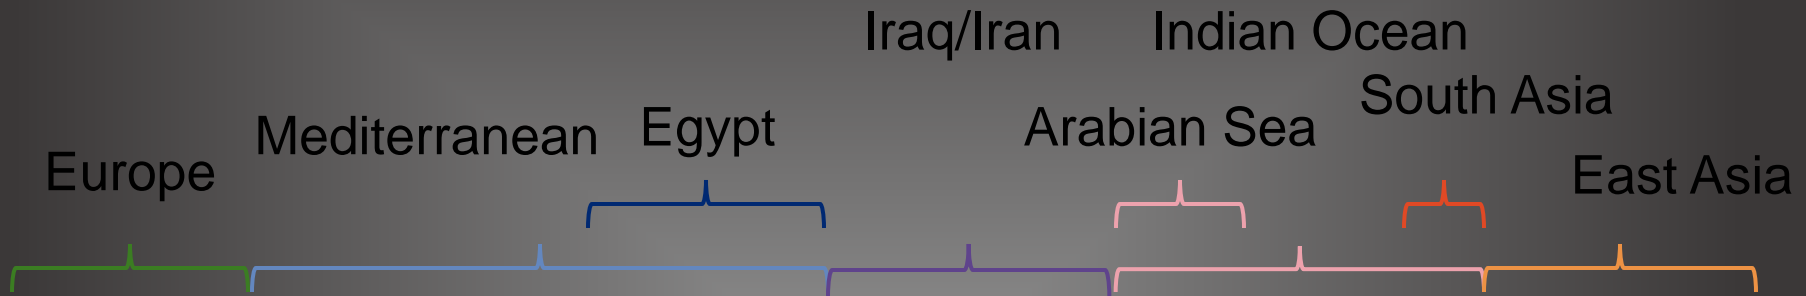 Iraq/Iran
Indian Ocean
South Asia
Mediterranean
Egypt
Arabian Sea
Europe
East Asia